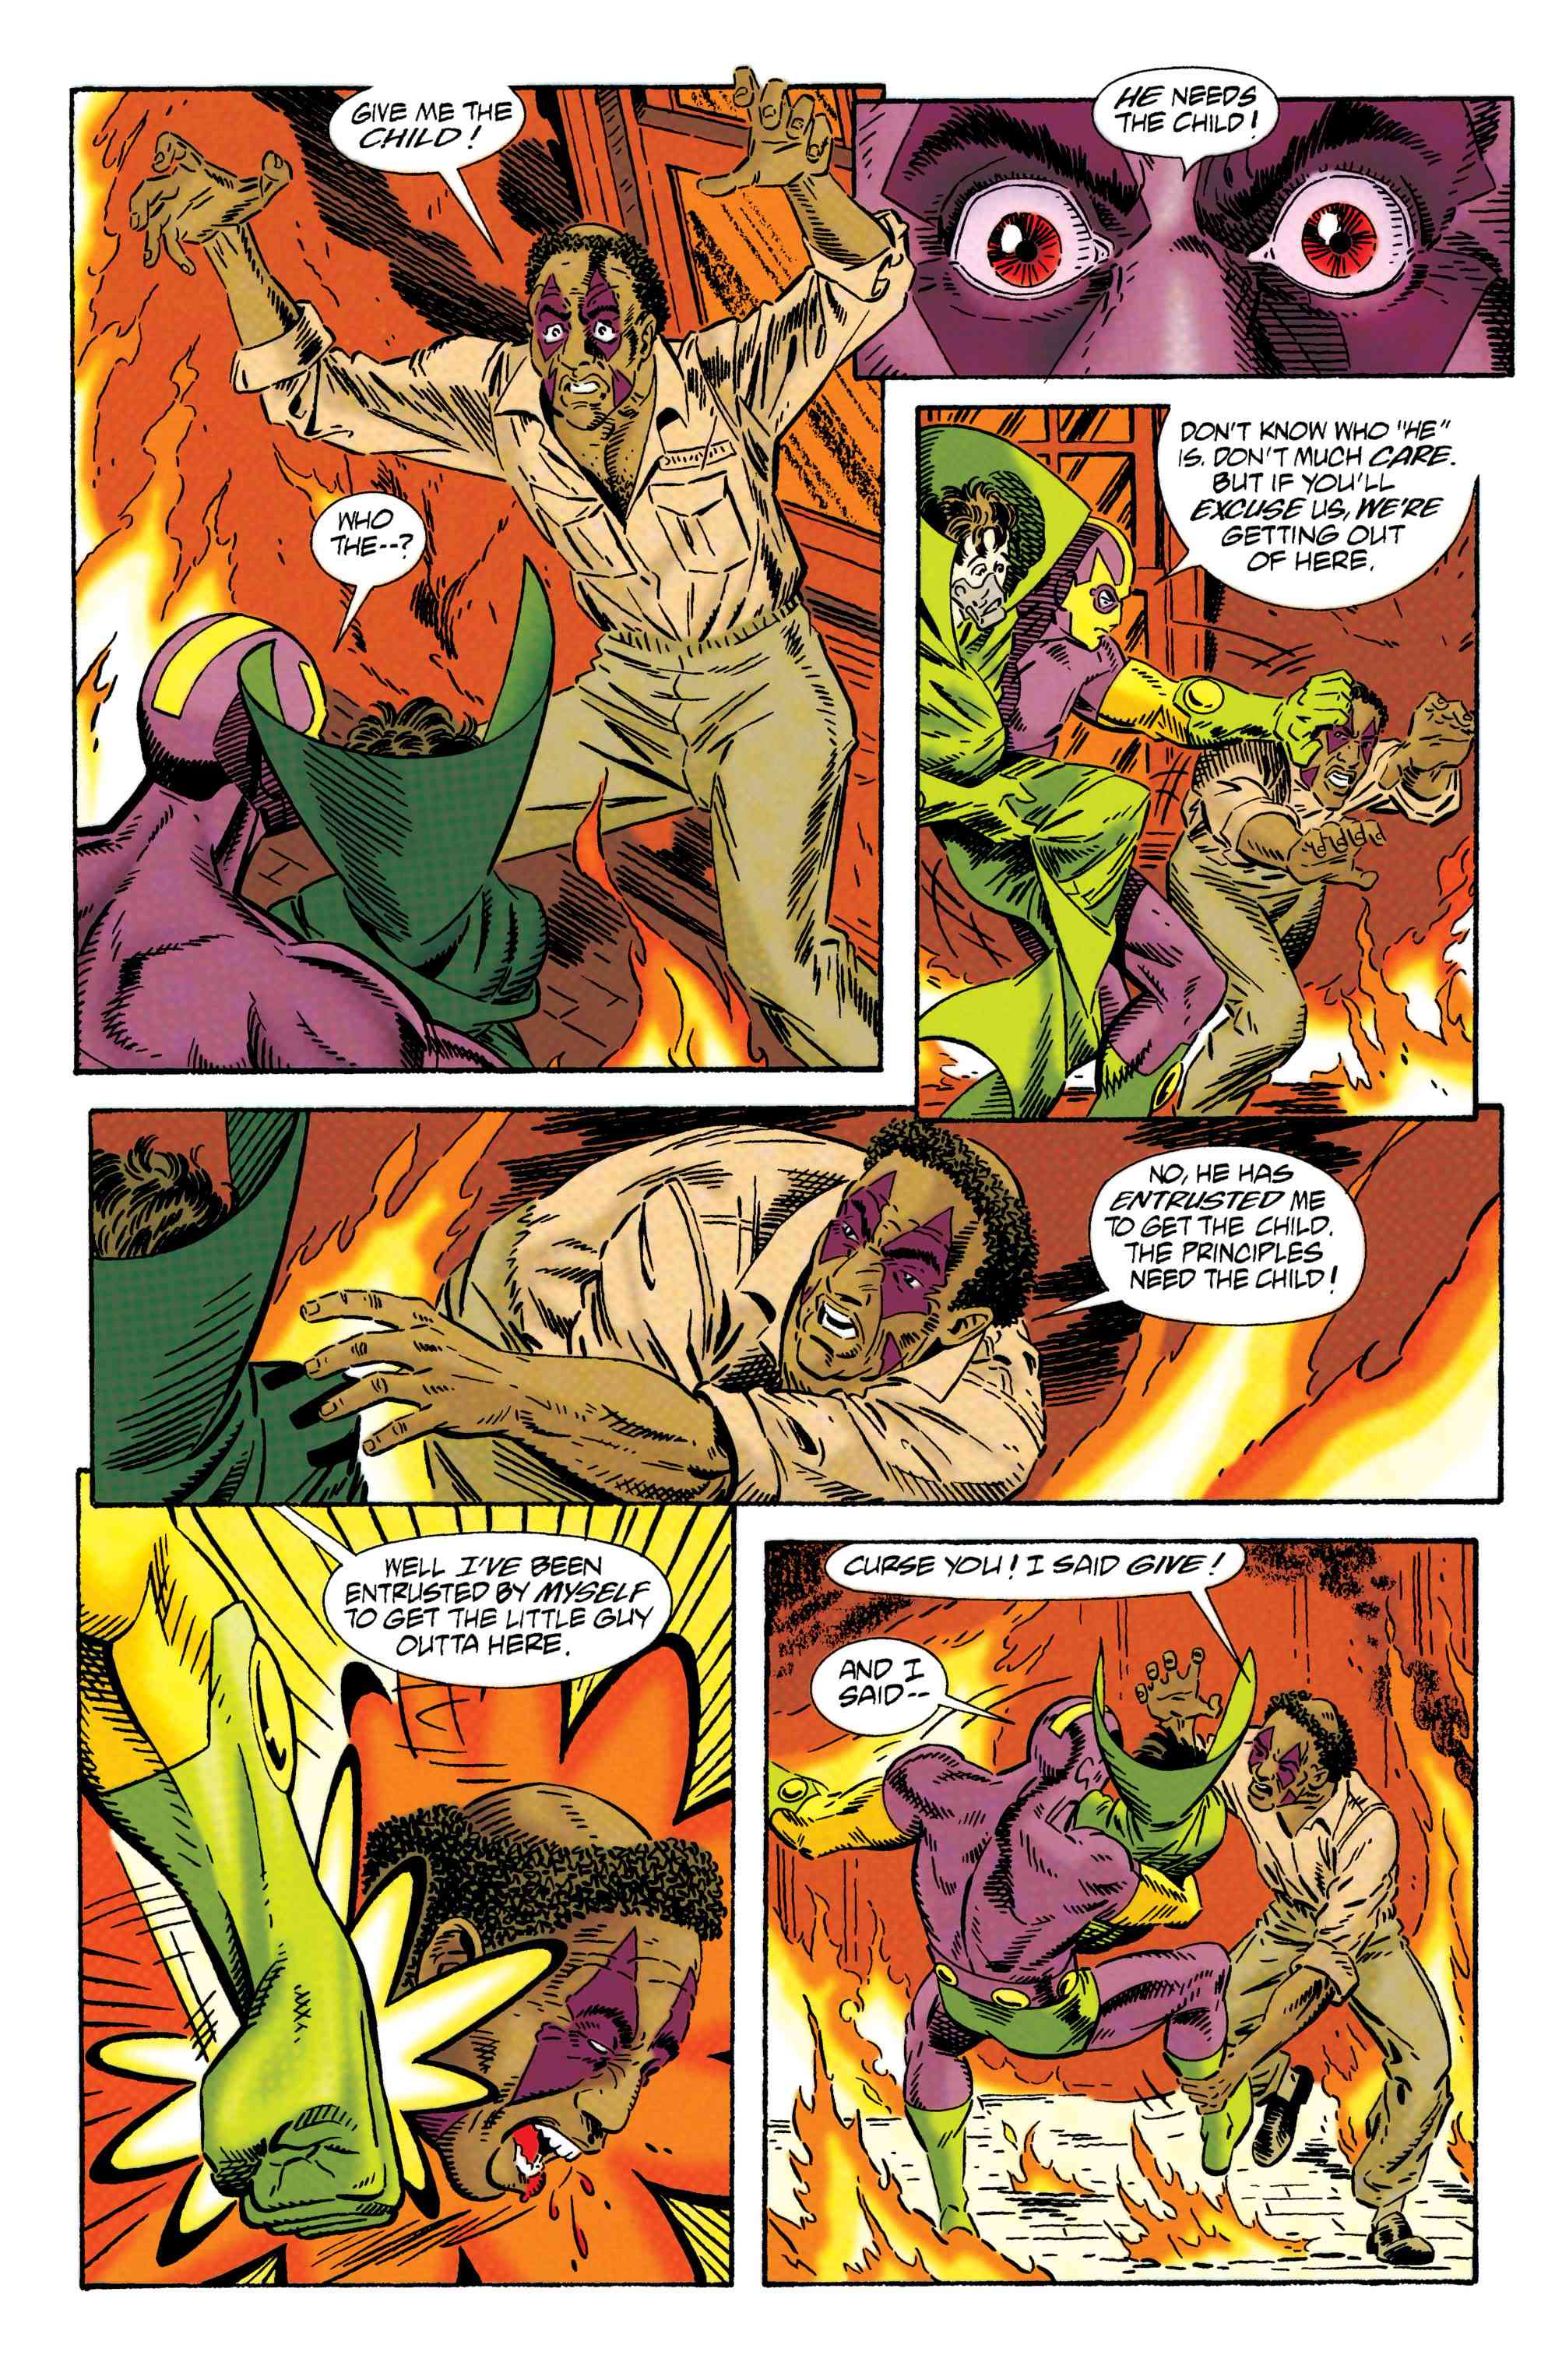 GIVE ME THE
CHILD!
WHO
THE--?
HE NEEDS
THE CHILD!
DON'T KNOW WHO "HE"
IS. DON'T MUCH CARE.
BUT IF YOU'LL
EXCUSE US, WE'RE
GETTING OUT
OF HERE.
NO, HE HAS
ENTRUSTED ME
TO GET THE CHILD.
THE PRINCIPLES
NEED THE CHILD!
WELL I'VE BEEN
ENTRUSTED BY MYSELF
TO GET THE LITTLE GUY
OUTTA HERE.
CURSE YOU! I SAID GIVE!
AND I
SAID--